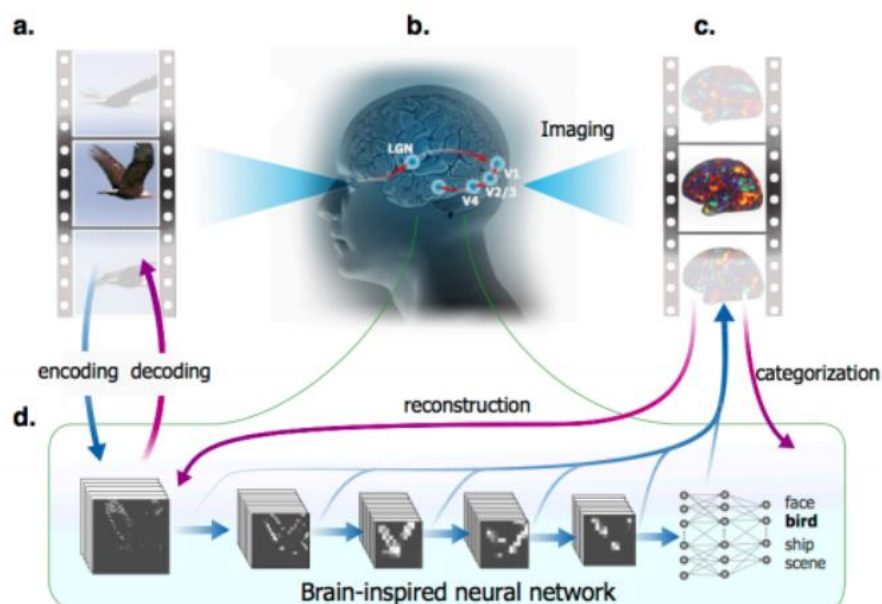 a.
b.
c.
Imaging
LGN
V1
V2/3
V4
encoding decoding
categorization
reconstruction
d.
face
bird
ship
scene
Brain-inspired neural network